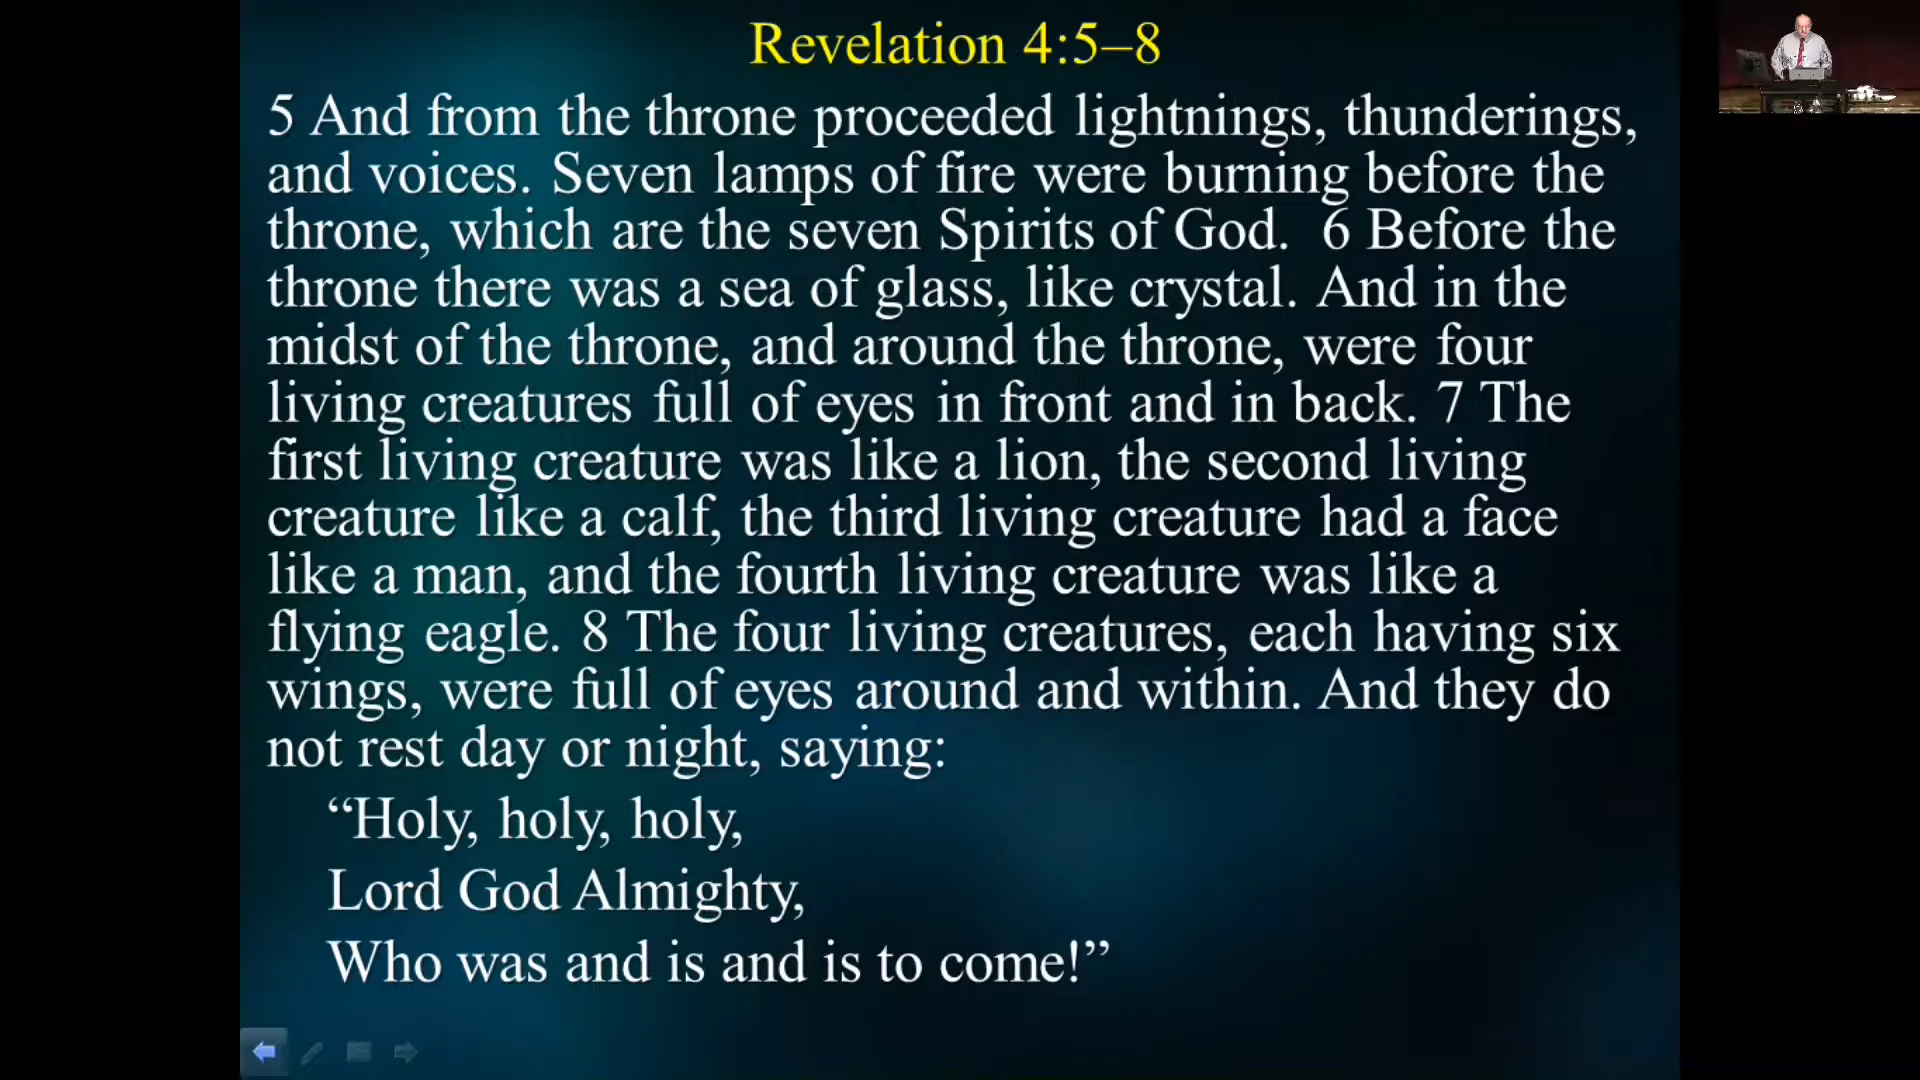 Revelation 4:5–8
5 And from the throne proceeded lightnings, thunderings,
and voices. Seven lamps of fire were burning before the
throne, which are the seven Spirits of God.  6 Before the
throne there was a sea of glass, like crystal. And in the
midst of the throne, and around the throne, were four
living creatures full of eyes in front and in back. 7 The
first living creature was like a lion, the second living
creature like a calf, the third living creature had a face
like a man, and the fourth living creature was like a
flying eagle. 8 The four living creatures, each having six
wings, were full of eyes around and within. And they do
not rest day or night, saying:
“Holy, holy, holy,
Lord God Almighty,
Who was and is and is to come!”